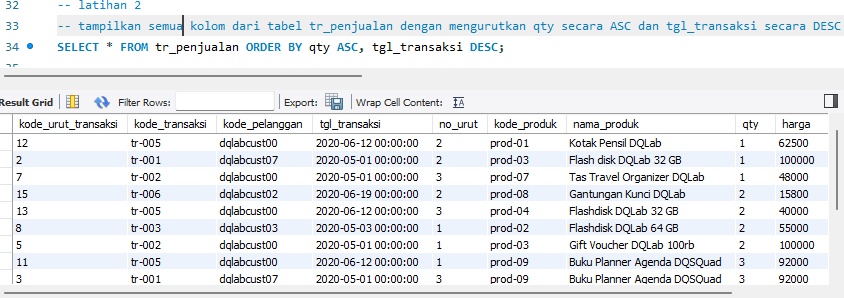 32 -- latihan 2
33 -- tampilkan semua kolom dari tabel tr_penjualan dengan mengurutkan qty secara ASC dan tgl_transaksi secara DESC
34 SELECT * FROM tr_penjualan ORDER BY qty ASC, tgl_transaksi DESC;
Result Grid Filter Rows: Export: Wrap Cell Content:
kode_urut_transaksi kode_transaksi kode_pelanggan tgl_transaksi no_urut kode_produk nama_produk qty harga
12 tr-005 dqlabcust00 2020-06-12 00:00:00 2 prod-01 Kotak Pensil DQLab 1 62500
2 tr-001 dqlabcust07 2020-05-01 00:00:00 2 prod-03 Flash disk DQLab 32 GB 1 100000
7 tr-002 dqlabcust00 2020-05-01 00:00:00 3 prod-07 Tas Travel Organizer DQLab 1 48000
15 tr-006 dqlabcust02 2020-06-19 00:00:00 2 prod-08 Gantungan Kunci DQLab 2 15800
13 tr-005 dqlabcust00 2020-06-12 00:00:00 3 prod-04 Flashdisk DQLab 32 GB 2 40000
8 tr-003 dqlabcust03 2020-05-03 00:00:00 1 prod-02 Flashdisk DQLab 64 GB 2 55000
5 tr-002 dqlabcust00 2020-05-01 00:00:00 1 prod-03 Gift Voucher DQLab 100rb 2 100000
11 tr-005 dqlabcust00 2020-06-12 00:00:00 1 prod-09 Buku Planner Agenda DQSQuad 3 92000
3 tr-001 dqlabcust07 2020-05-01 00:00:00 3 prod-09 Buku Planner Agenda DQSQuad 3 92000